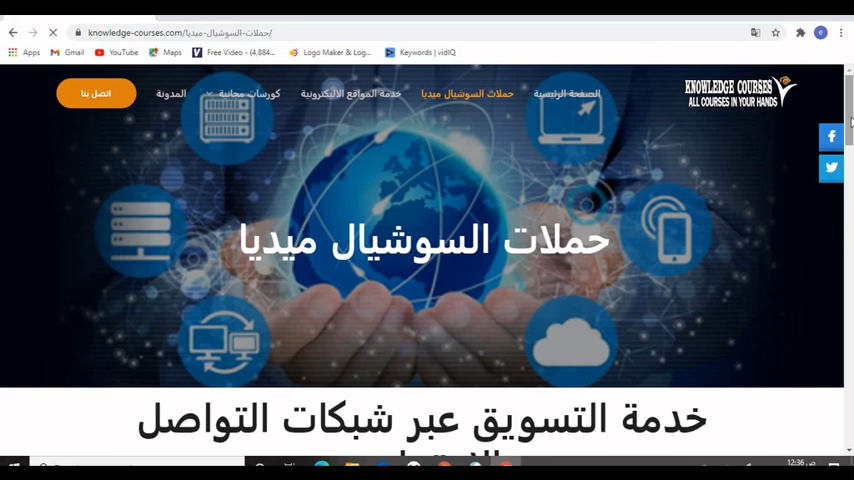 knowledge-courses.com/حملات-السوشيال-ميديا/
Apps Gmail YouTube Maps Free Video - (4,884... Logo Maker & Log... Keywords | vidIQ
KNOWLEDGE COURSES
ALL COURSES IN YOUR HANDS
الصفحة الرئيسية حملات السوشيال ميديا خدمة المواقع الاليكترونية كورسات مجانية المدونة اتصل بنا
حملات السوشيال ميديا
خدمة التسويق عبر شبكات التواصل
12:36 ص